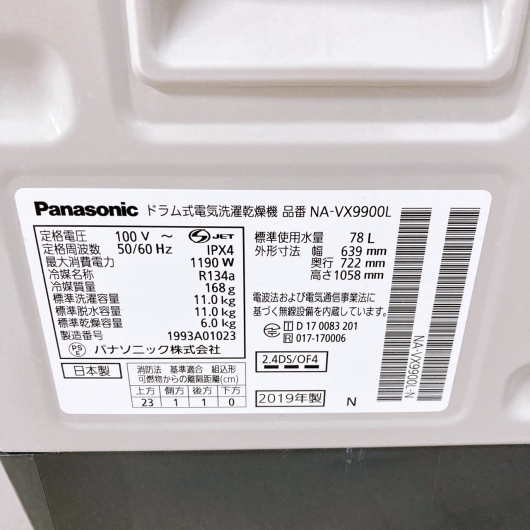 Panasonic ドラム式電気洗濯乾燥機 品番 NA-VX9900L
定格電圧 100 V ~ S JET
定格周波数 50/60 Hz IPX4
最大消費電力 1190 W
冷媒名称 R134a
冷媒質量 168 g
標準洗濯容量 11.0 kg
標準脱水容量 11.0 kg
標準乾燥容量 6.0 kg
製造番号 1993A01023
PS E パナソニック株式会社
標準使用水量 78 L
外形寸法 幅 639 mm
奥行 722 mm
高さ 1058 mm
電波法および電気通信事業法に
基づく無線設備を内蔵しています。
T D 17 0083 201
R 017-170006
2.4DS/OF4
日本製
消防法 基準適合 組込形
可燃物からの離隔距離(cm)
上方 側方 後方 下方
23 1 1 0
2019年製 N
NA-VX9900L-N